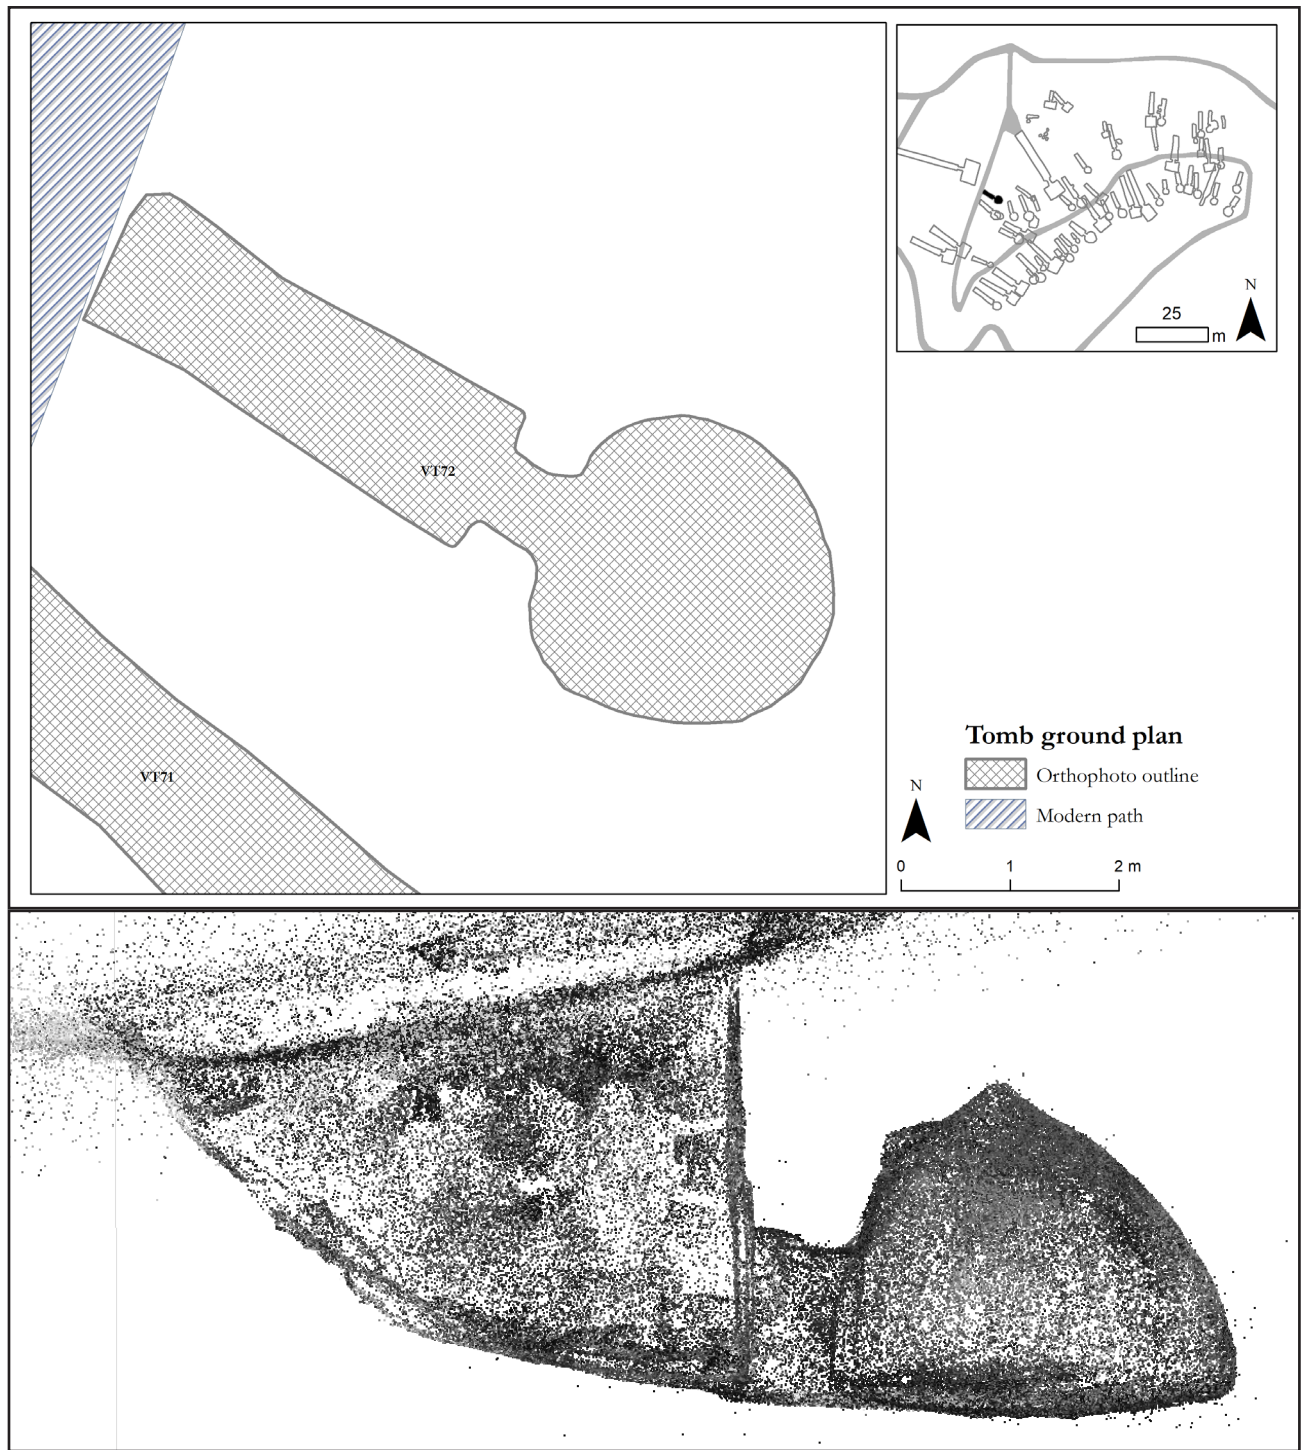 N
25
m
VT72
VT71
Tomb ground plan
Orthophoto outline
Modern path
N
0 1 2 m